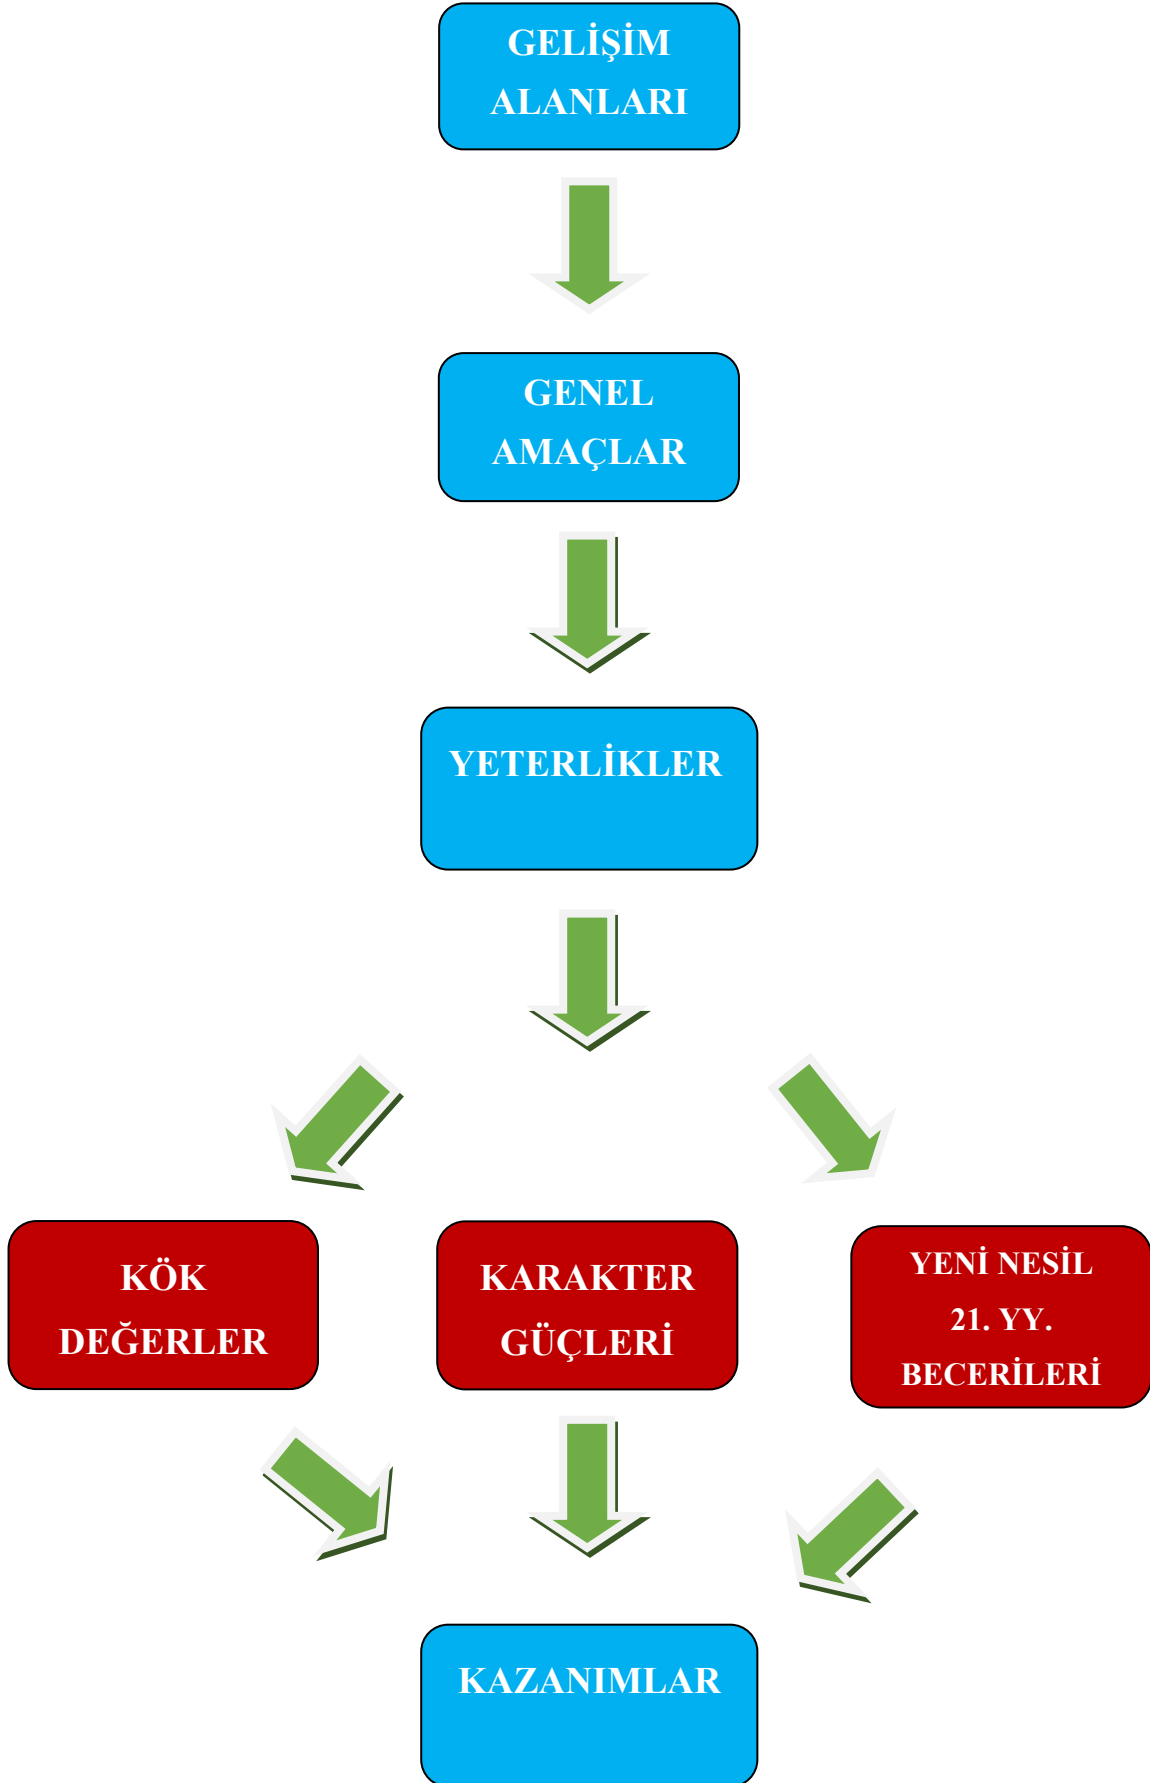 GELİŞİM
ALANLARI
GENEL
AMAÇLAR
YETERLİKLER
KÖK
DEĞERLER
KARAKTER
GÜÇLERİ
YENİ NESİL
21. YY.
BECERİLERİ
KAZANIMLAR